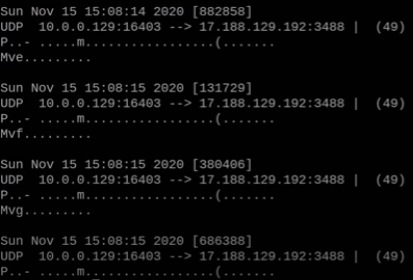 Sun Nov 15 15:08:14 2020 [882858]
UDP  10.0.0.129:16403 --> 17.188.129.192:3488 |  (49)
P..- .....m.................(.......
Mve.........
Sun Nov 15 15:08:15 2020 [131729]
UDP  10.0.0.129:16403 --> 17.188.129.192:3488 |  (49)
P..- .....m.................(.......
Mvf.........
Sun Nov 15 15:08:15 2020 [380406]
UDP  10.0.0.129:16403 --> 17.188.129.192:3488 |  (49)
P..- .....m.................(.......
Mvg.........
Sun Nov 15 15:08:15 2020 [686388]
UDP  10.0.0.129:16403 --> 17.188.129.192:3488 |  (49)
P..- .....m.................(.......